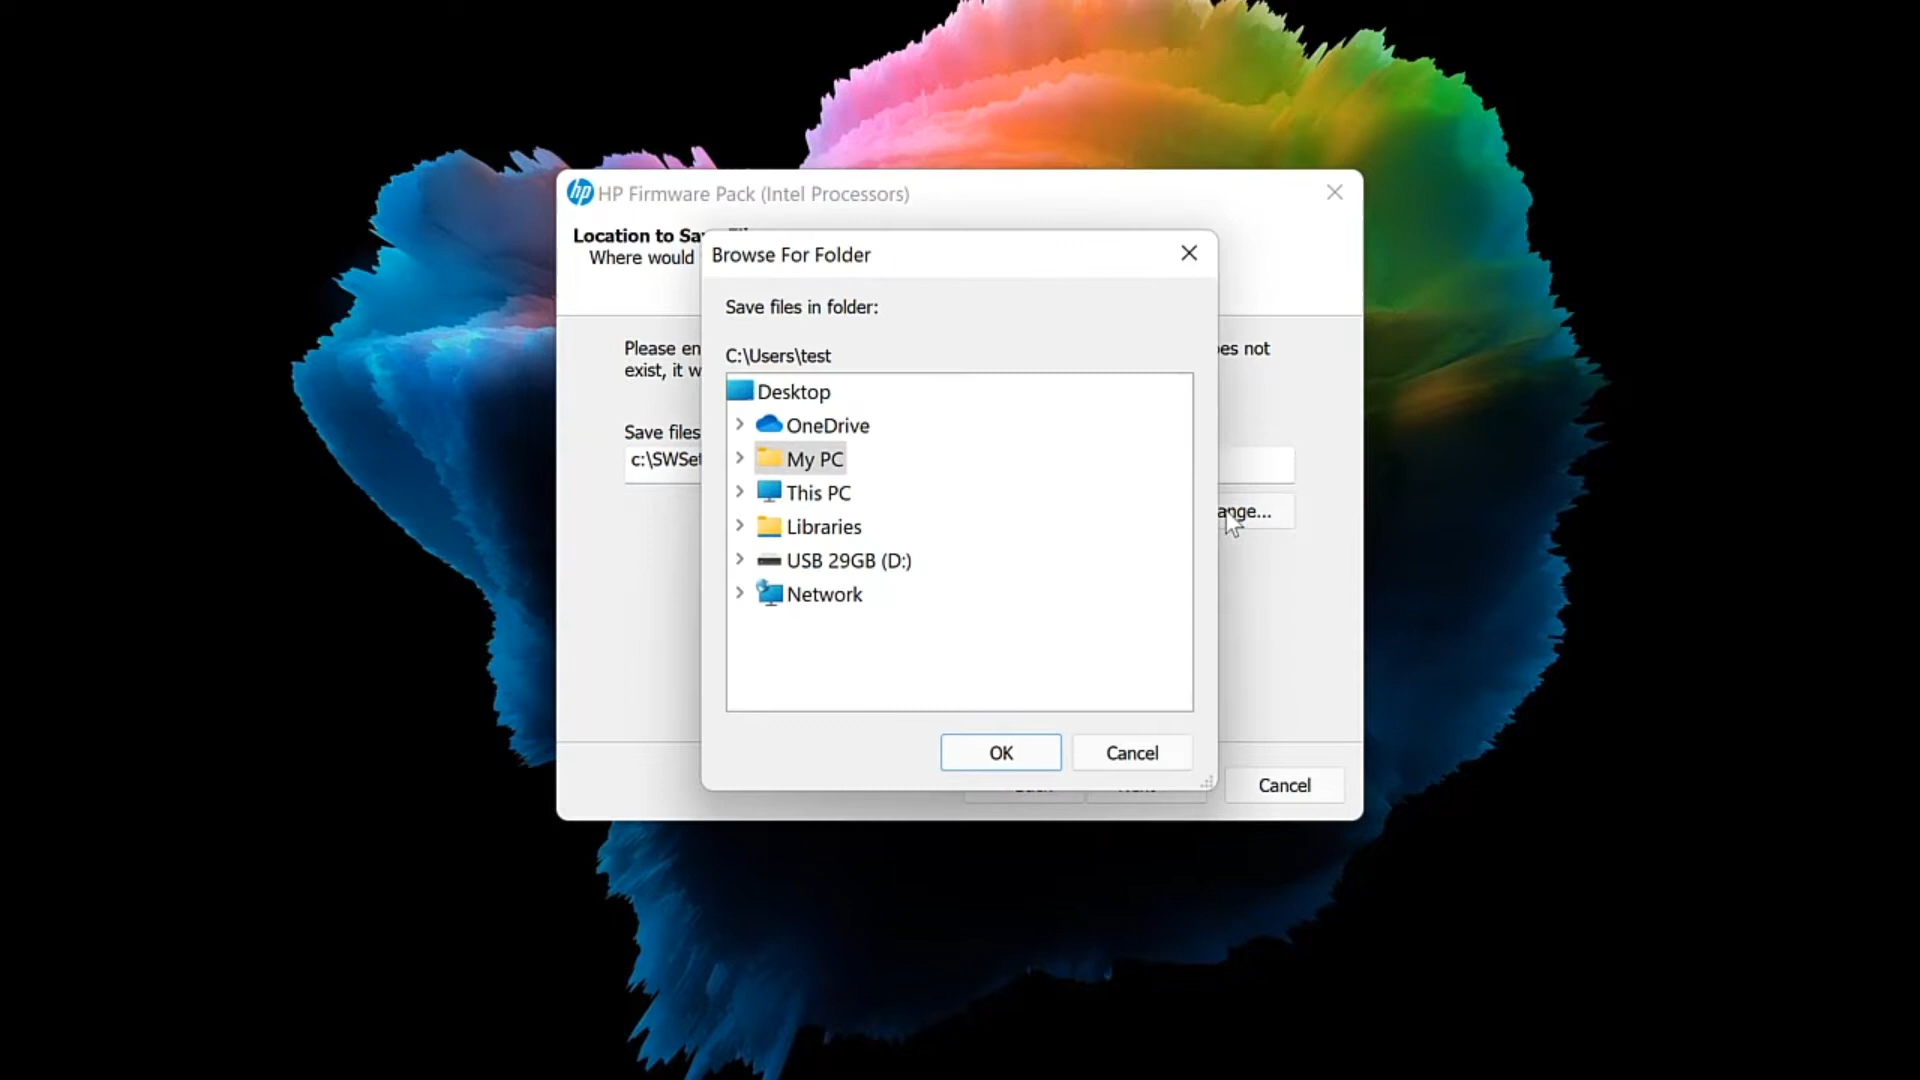 hp HP Firmware Pack (Intel Processors)
Location to
Where would
Browse For Folder
Save files in folder:
Please
es not
exist, it
C:\Users\test
Desktop
OneDrive
Save files
My PC
c:\SWSet
This PC
ange...
Libraries
USB 29GB (D:)
Network
OK
Cancel
Cancel